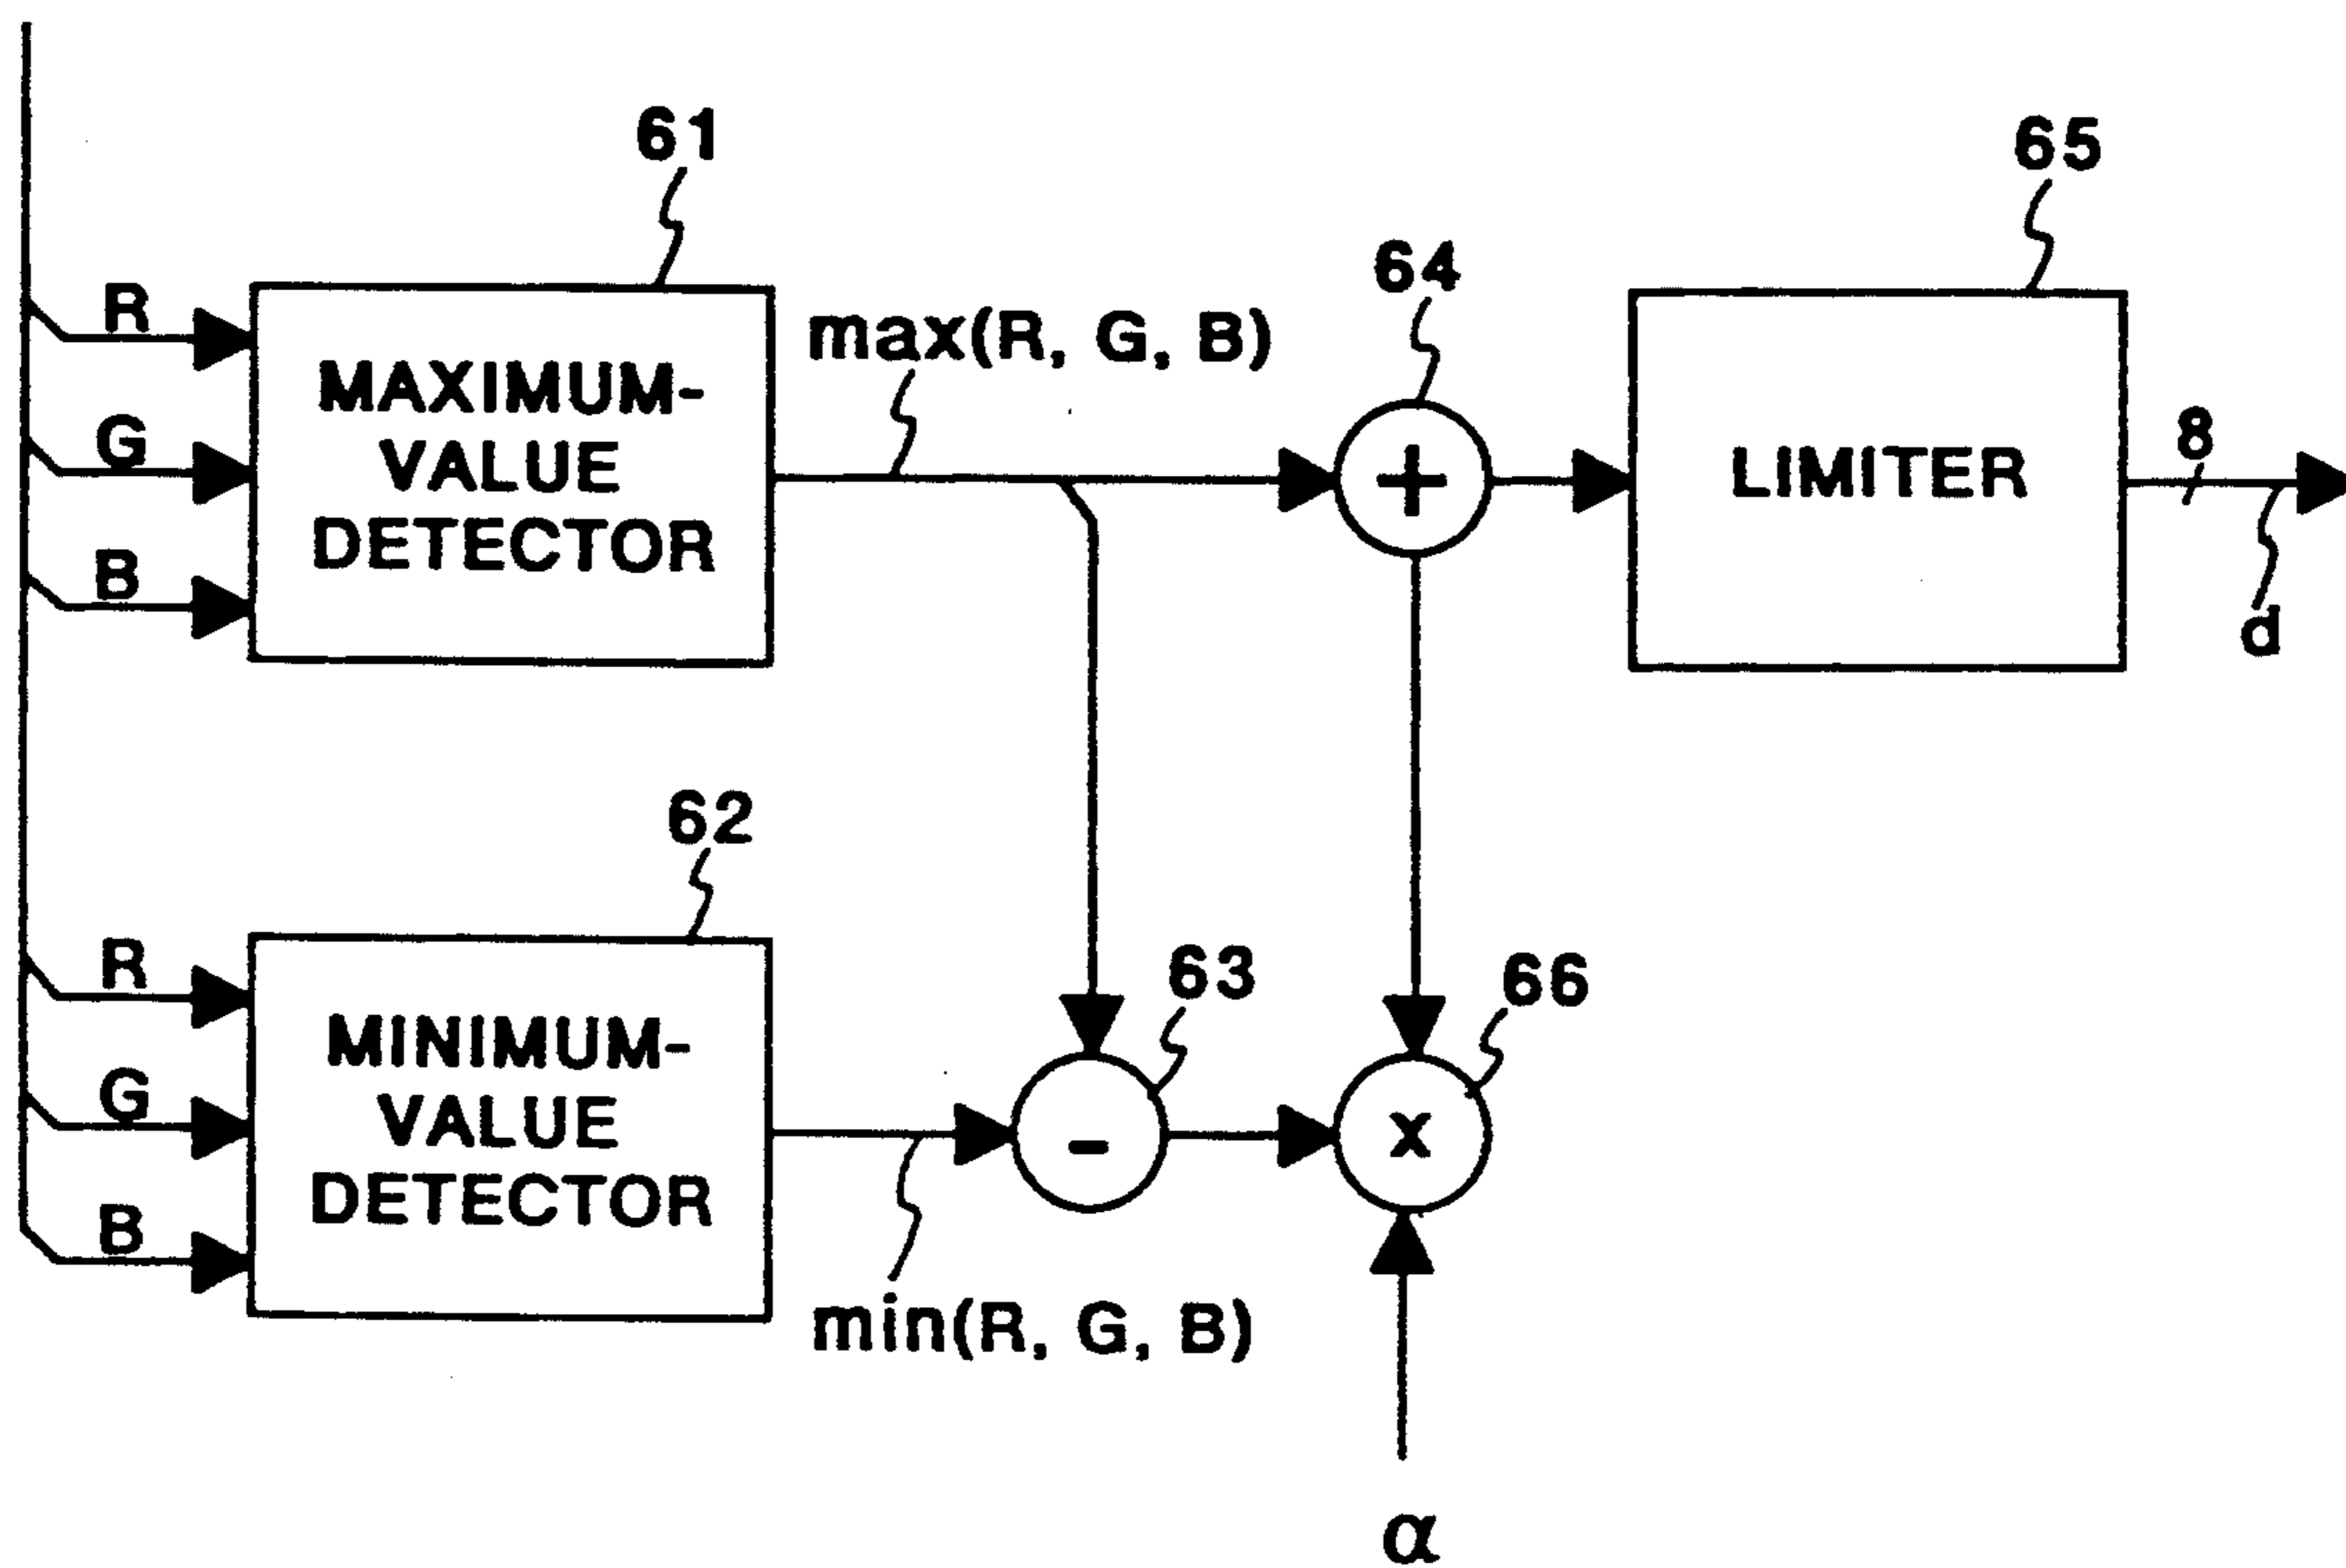 61
65
64
R
max(R, G, B)
MAXIMUM-
VALUE
DETECTOR
G
B
+
LIMITER
8
d
62
63
66
R
MINIMUM-
VALUE
DETECTOR
G
B
-
x
min(R, G, B)
α